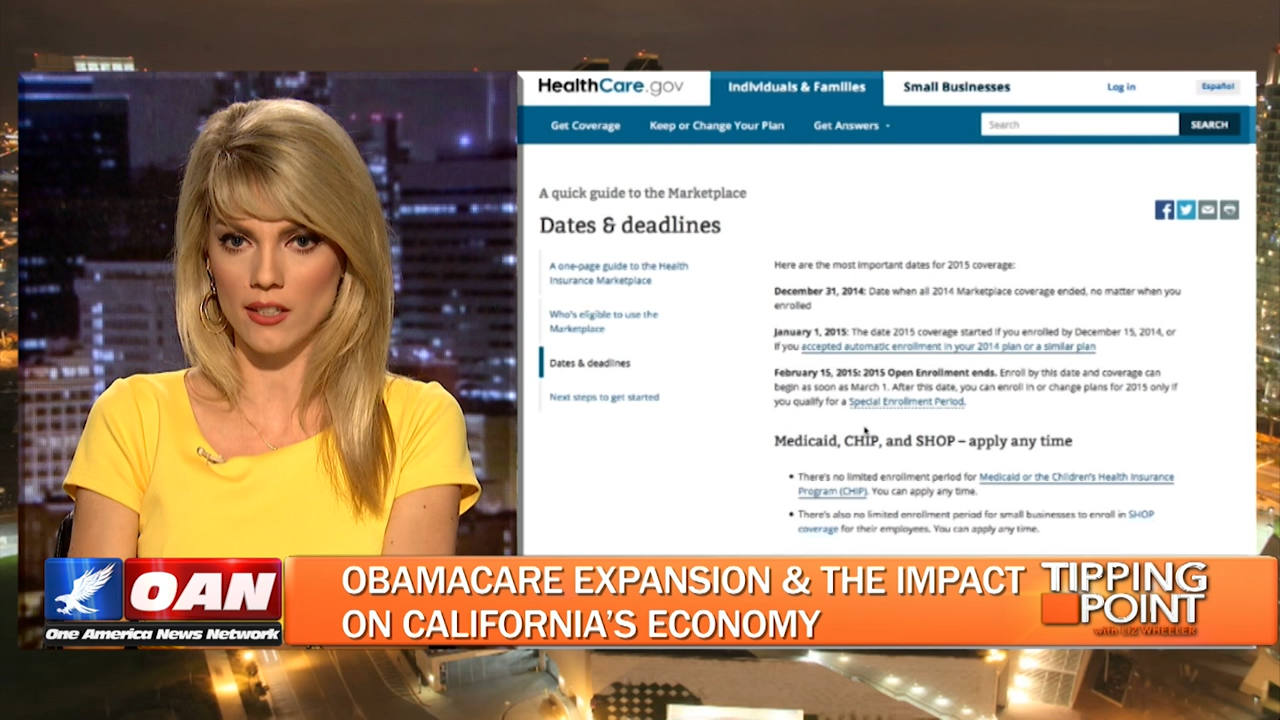 HealthCare.gov
Individuals & Families
Small Businesses
Log in
Español
Get Coverage
Keep or Change Your Plan
Get Answers
Search
SEARCH
A quick guide to the Marketplace
Dates & deadlines
A one-page guide to the Health
Insurance Marketplace
Who's eligible to use the
Marketplace
Dates & deadlines
Next steps to get started
Here are the most important dates for 2015 coverage:
December 31, 2014: Date when all 2014 Marketplace coverage ended, no matter when you
enrolled
January 1, 2015: The date 2015 coverage started if you enrolled by December 15, 2014, or
if you accepted automatic enrollment in your 2014 plan or a similar plan
February 15, 2015: 2015 Open Enrollment ends. Enroll by this date and coverage can
begin as soon as March 1. After this date, you can enroll in or change plans for 2015 only if
you qualify for a Special Enrollment Period.
Medicaid, CHIP, and SHOP – apply any time
• There's no limited enrollment period for Medicaid or the Children's Health Insurance
Program (CHIP). You can apply any time.
• There's also no limited enrollment period for small businesses to enroll in SHOP
coverage for their employees. You can apply any time.
OAN
One America News Network
OBAMACARE EXPANSION & THE IMPACT
ON CALIFORNIA'S ECONOMY
TIPPING
POINT
with LIZ WHEELER